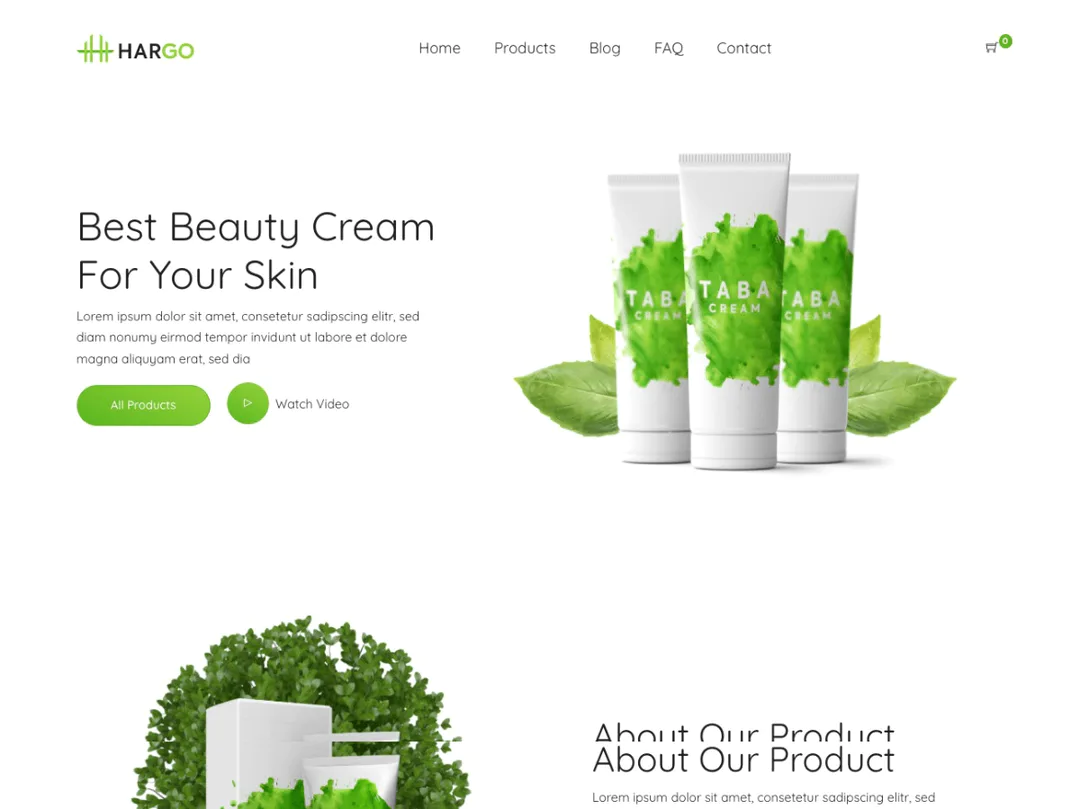 HARGO
Home Products Blog FAQ Contact
0
Best Beauty Cream
For Your Skin
Lorem ipsum dolor sit amet, consetetur sadipscing elitr, sed
diam nonumy eirmod tempor invidunt ut labore et dolore
magna aliquyam erat, sed dia
All Products
Watch Video
TABA
CREAM
TABA
CREAM
TABA
CREAM
About Our Product
About Our Product
Lorem ipsum dolor sit amet, consetetur sadipscing elitr, sed